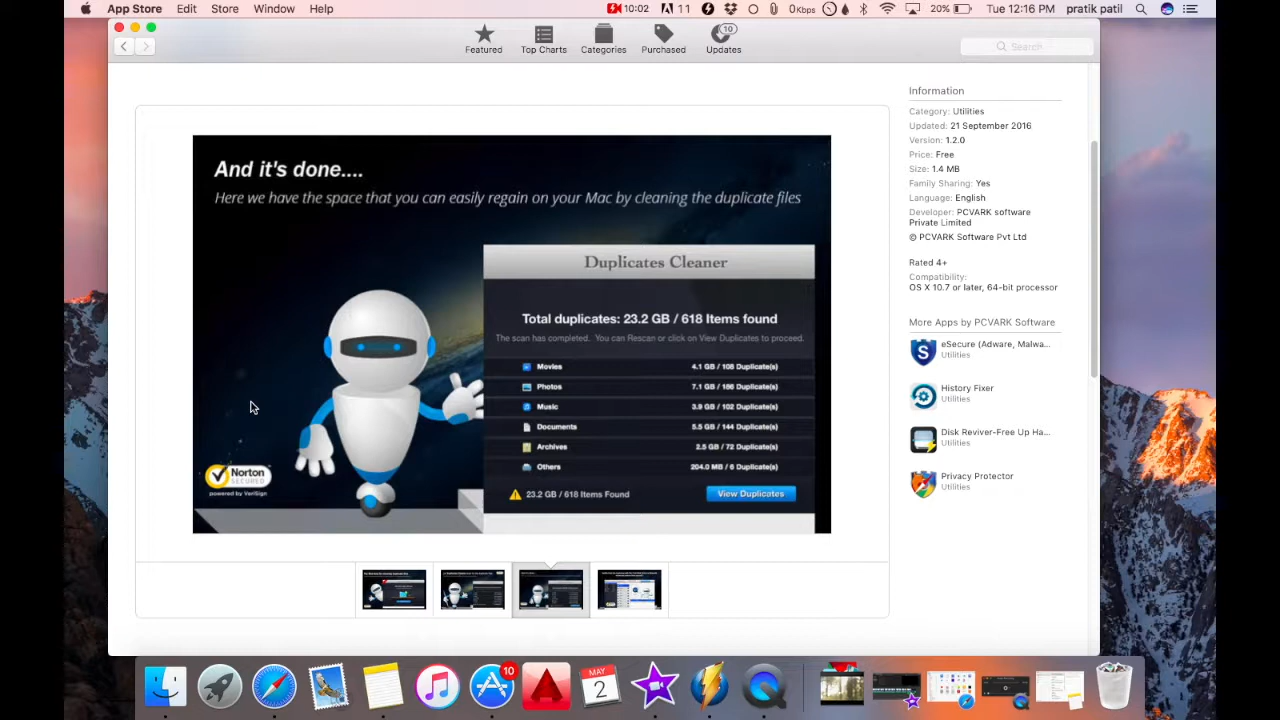 App Store Edit Store Window Help
10:02 11 0Kbps 20% Tue 12:16 PM pratik patil
Featured Top Charts Categories Purchased Updates
10
Search
And it's done....
Here we have the space that you can easily regain on your Mac by cleaning the duplicate files
Duplicates Cleaner
Total duplicates: 23.2 GB / 618 Items found
The scan has completed. You can Rescan or click on View Duplicates to proceed.
Movies 4.1 GB / 108 Duplicate(s)
Photos 7.1 GB / 186 Duplicate(s)
Music 3.9 GB / 102 Duplicate(s)
Documents 5.5 GB / 144 Duplicate(s)
Archives 2.5 GB / 72 Duplicate(s)
Others 204.0 MB / 6 Duplicate(s)
23.2 GB / 618 Items Found View Duplicates
Norton
SECURED
powered by VeriSign
Information
Category: Utilities
Updated: 21 September 2016
Version: 1.2.0
Price: Free
Size: 1.4 MB
Family Sharing: Yes
Language: English
Developer: PCVARK software
Private Limited
© PCVARK Software Pvt Ltd
Rated 4+
Compatibility:
OS X 10.7 or later, 64-bit processor
More Apps by PCVARK Software
eSecure (Adware, Malwa...
Utilities
History Fixer
Utilities
Disk Reviver-Free Up Ha...
Utilities
Privacy Protector
Utilities
10
MAY
2